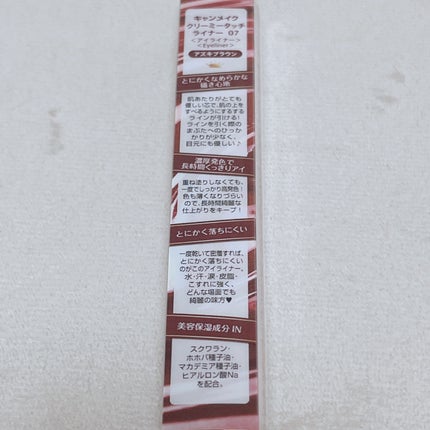 キャンメイク
クリーミータッチ
ライナー 07
<アイライナー>
<Eyeliner>
アズキブラウン
とにかくなめらかな
描き心地
肌あたりがとても
優しい芯で、肌の上を
すべるようにするする
ラインが引ける!
ラインを引く際の
まぶたへのひっか
かりが少なく、
目元にも優しい♪
濃厚発色で
長時間くっきりアイ
重ね塗りしなくても、
一度でしっかり高発色!
色も薄くなりづらい
ので、長時間綺麗な
仕上がりをキープ!
とにかく落ちにくい
一度乾いて密着すれば、
とにかく落ちにくい
のがこのアイライナー。
水・汗・涙・皮脂・
こすれに強く、
どんな場面でも
綺麗の味方♥
美容保湿成分 IN
スクワラン・
ホホバ種子油・
マカデミア種子油・
ヒアルロン酸Na
を配合。